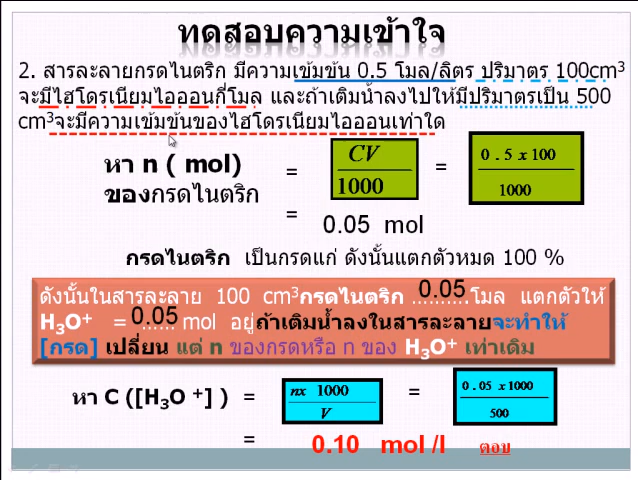 ทดสอบความเข้าใจ
2. สารละลายกรดไนตริก มีความเข้มข้น 0.5 โมล/ลิตร ปริมาตร 100cm3
จะมีไฮโดรเนียมไอออนกี่โมล และถ้าเติมน้ำลงไปให้มีปริมาตรเป็น 500
cm3จะมีความเข้มข้นของไฮโดรเนียมไอออนเท่าใด
หา n ( mol) = CV/1000 = 0.5 x 100/1000
ของกรดไนตริก = 0.05 mol
กรดไนตริก เป็นกรดแก่ ดังนั้นแตกตัวหมด 100 %
ดังนั้นในสารละลาย 100 cm3กรดไนตริก ...0.05...โมล แตกตัวให้
H3O+ = ...0.05... mol อยู่ถ้าเติมน้ำลงในสารละลายจะทำให้
[กรด] เปลี่ยน แต่ n ของกรดหรือ n ของ H3O+ เท่าเดิม
หา C ([H3O +] ) = nx 1000/V = 0.05 x1000/500
= 0.10 mol /l ตอบ